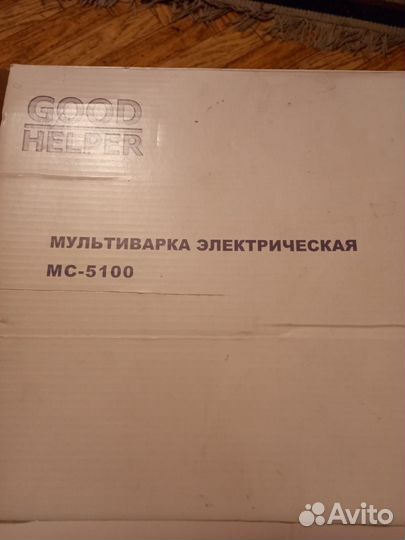 GOOD
HELPER
МУЛЬТИВАРКА ЭЛЕКТРИЧЕСКАЯ
МС-5100
Avito